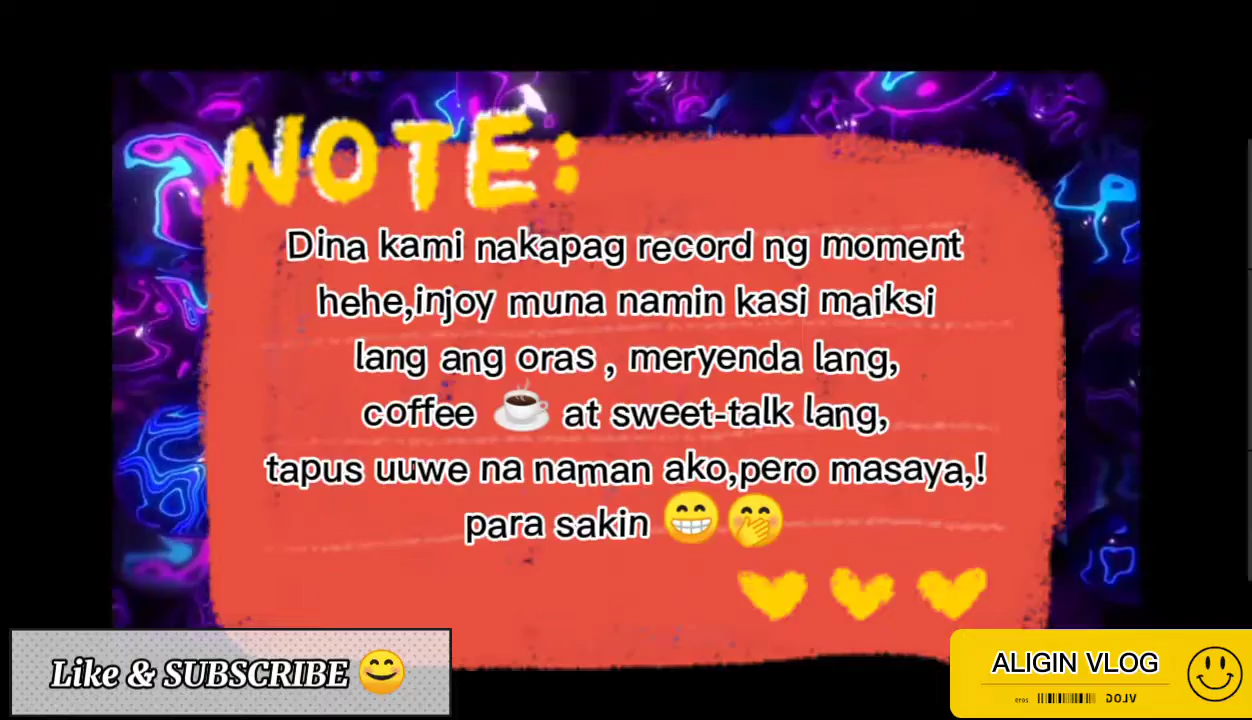 NOTE:
Dina kami nakapag record ng moment
hehe,injoy muna namin kasi maiksi
lang ang oras , meryenda lang,
coffee ☕ at sweet-talk lang,
tapus uuwe na naman ako,pero masaya,!
para sakin 😁🤭
Like & SUBSCRIBE 😊
ALIGIN VLOG
VLOG